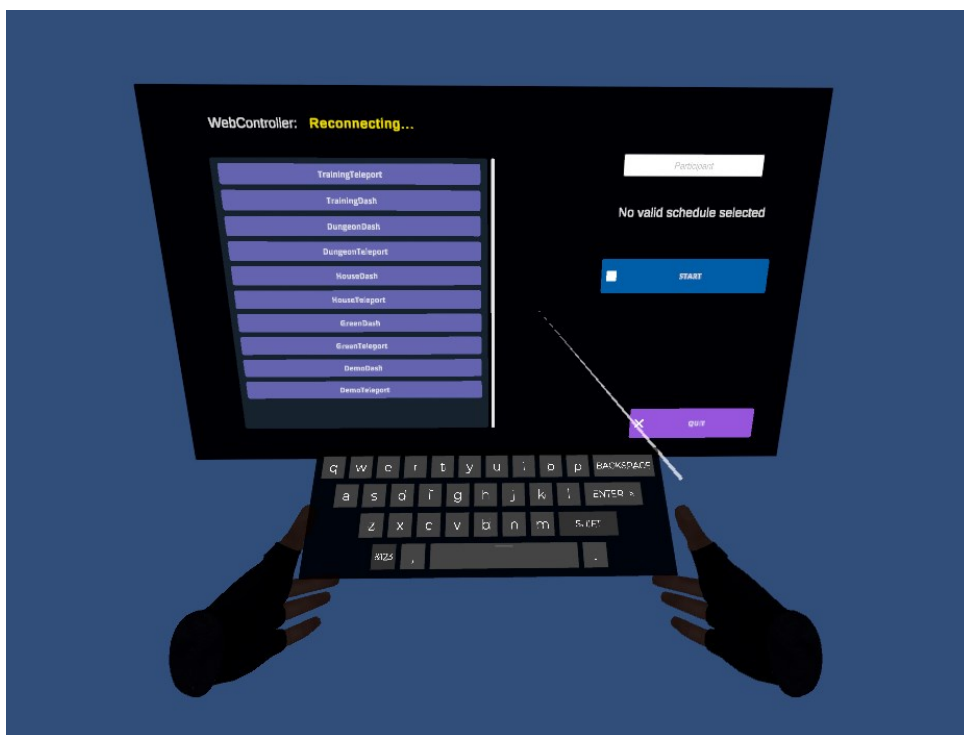 WebController: Reconnecting...
TrainingTeleport
TrainingDash
DungeonDash
DungeonTeleport
HouseDash
HouseTeleport
GreenDash
GreenTeleport
DemoDash
DemoTeleport
Participant
No valid schedule selected
START
QUIT
q w e r t y u i o p BACKSPACE
a s d f g h j k l ENTER
z x c v b n m
&123 , .